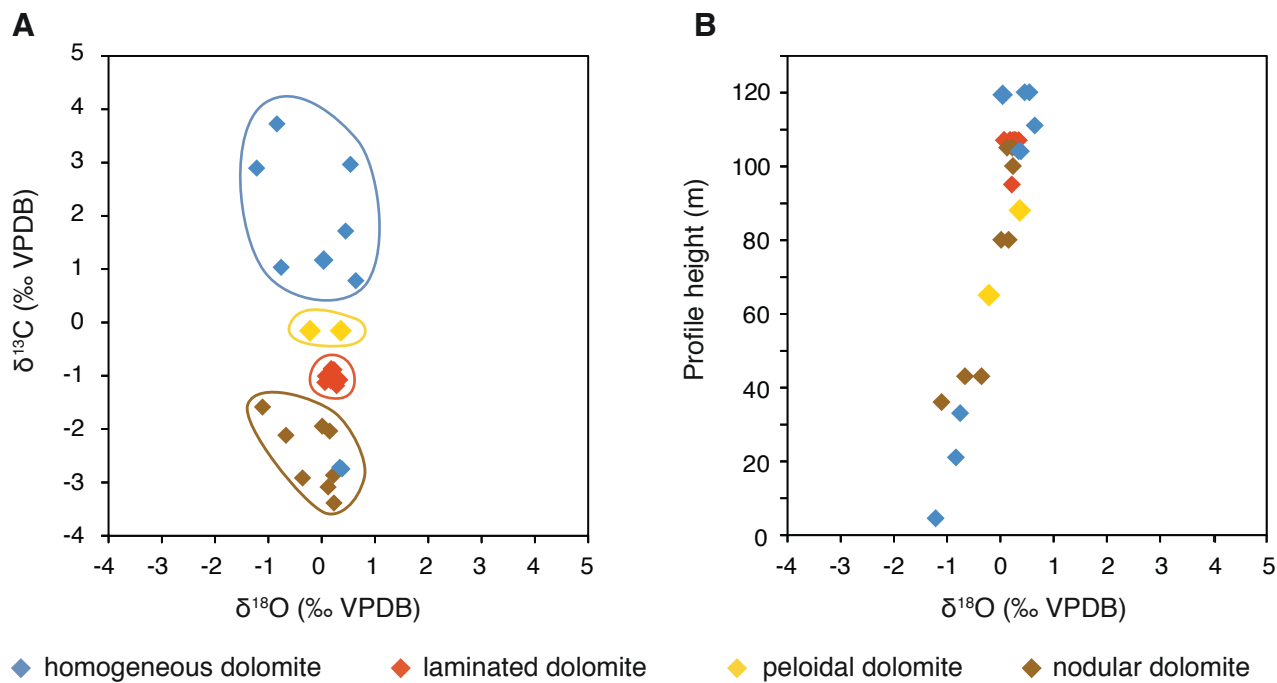 A
5
4
3
2
1
0
-1
-2
-3
-4
δ¹³C (‰ VPDB)
-4 -3 -2 -1 0 1 2 3 4 5
δ¹⁸O (‰ VPDB)
B
120
100
80
60
40
20
0
Profile height (m)
-4 -3 -2 -1 0 1 2 3 4 5
δ¹⁸O (‰ VPDB)
homogeneous dolomite laminated dolomite peloidal dolomite nodular dolomite